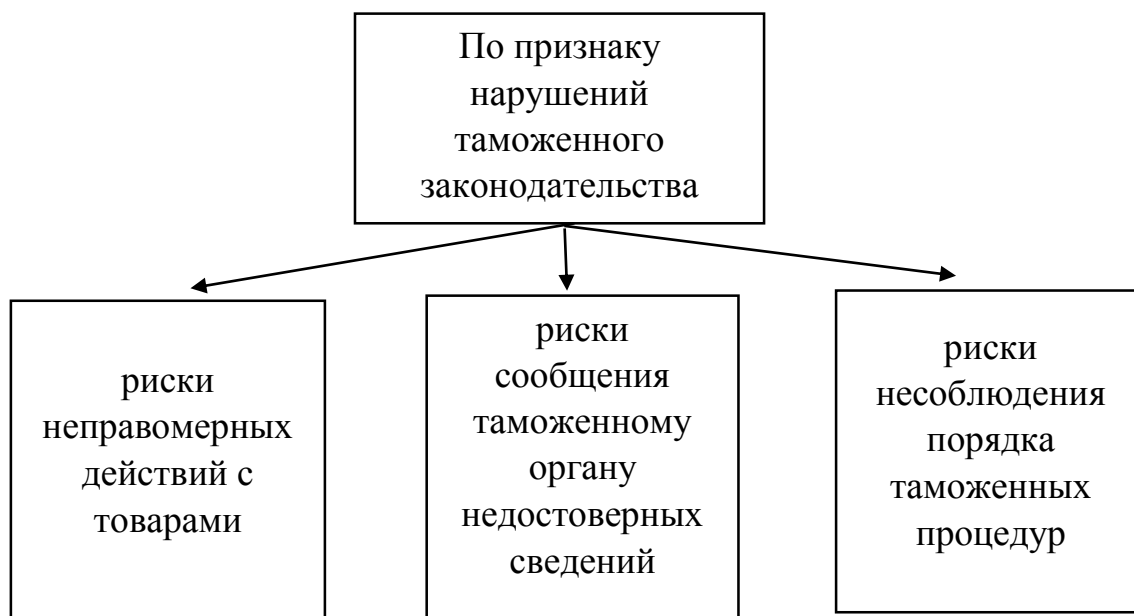 По признаку
нарушений
таможенного
законодательства
риски
неправомерных
действий с
товарами
риски
сообщения
таможенному
органу
недостоверных
сведений
риски
несоблюдения
порядка
таможенных
процедур